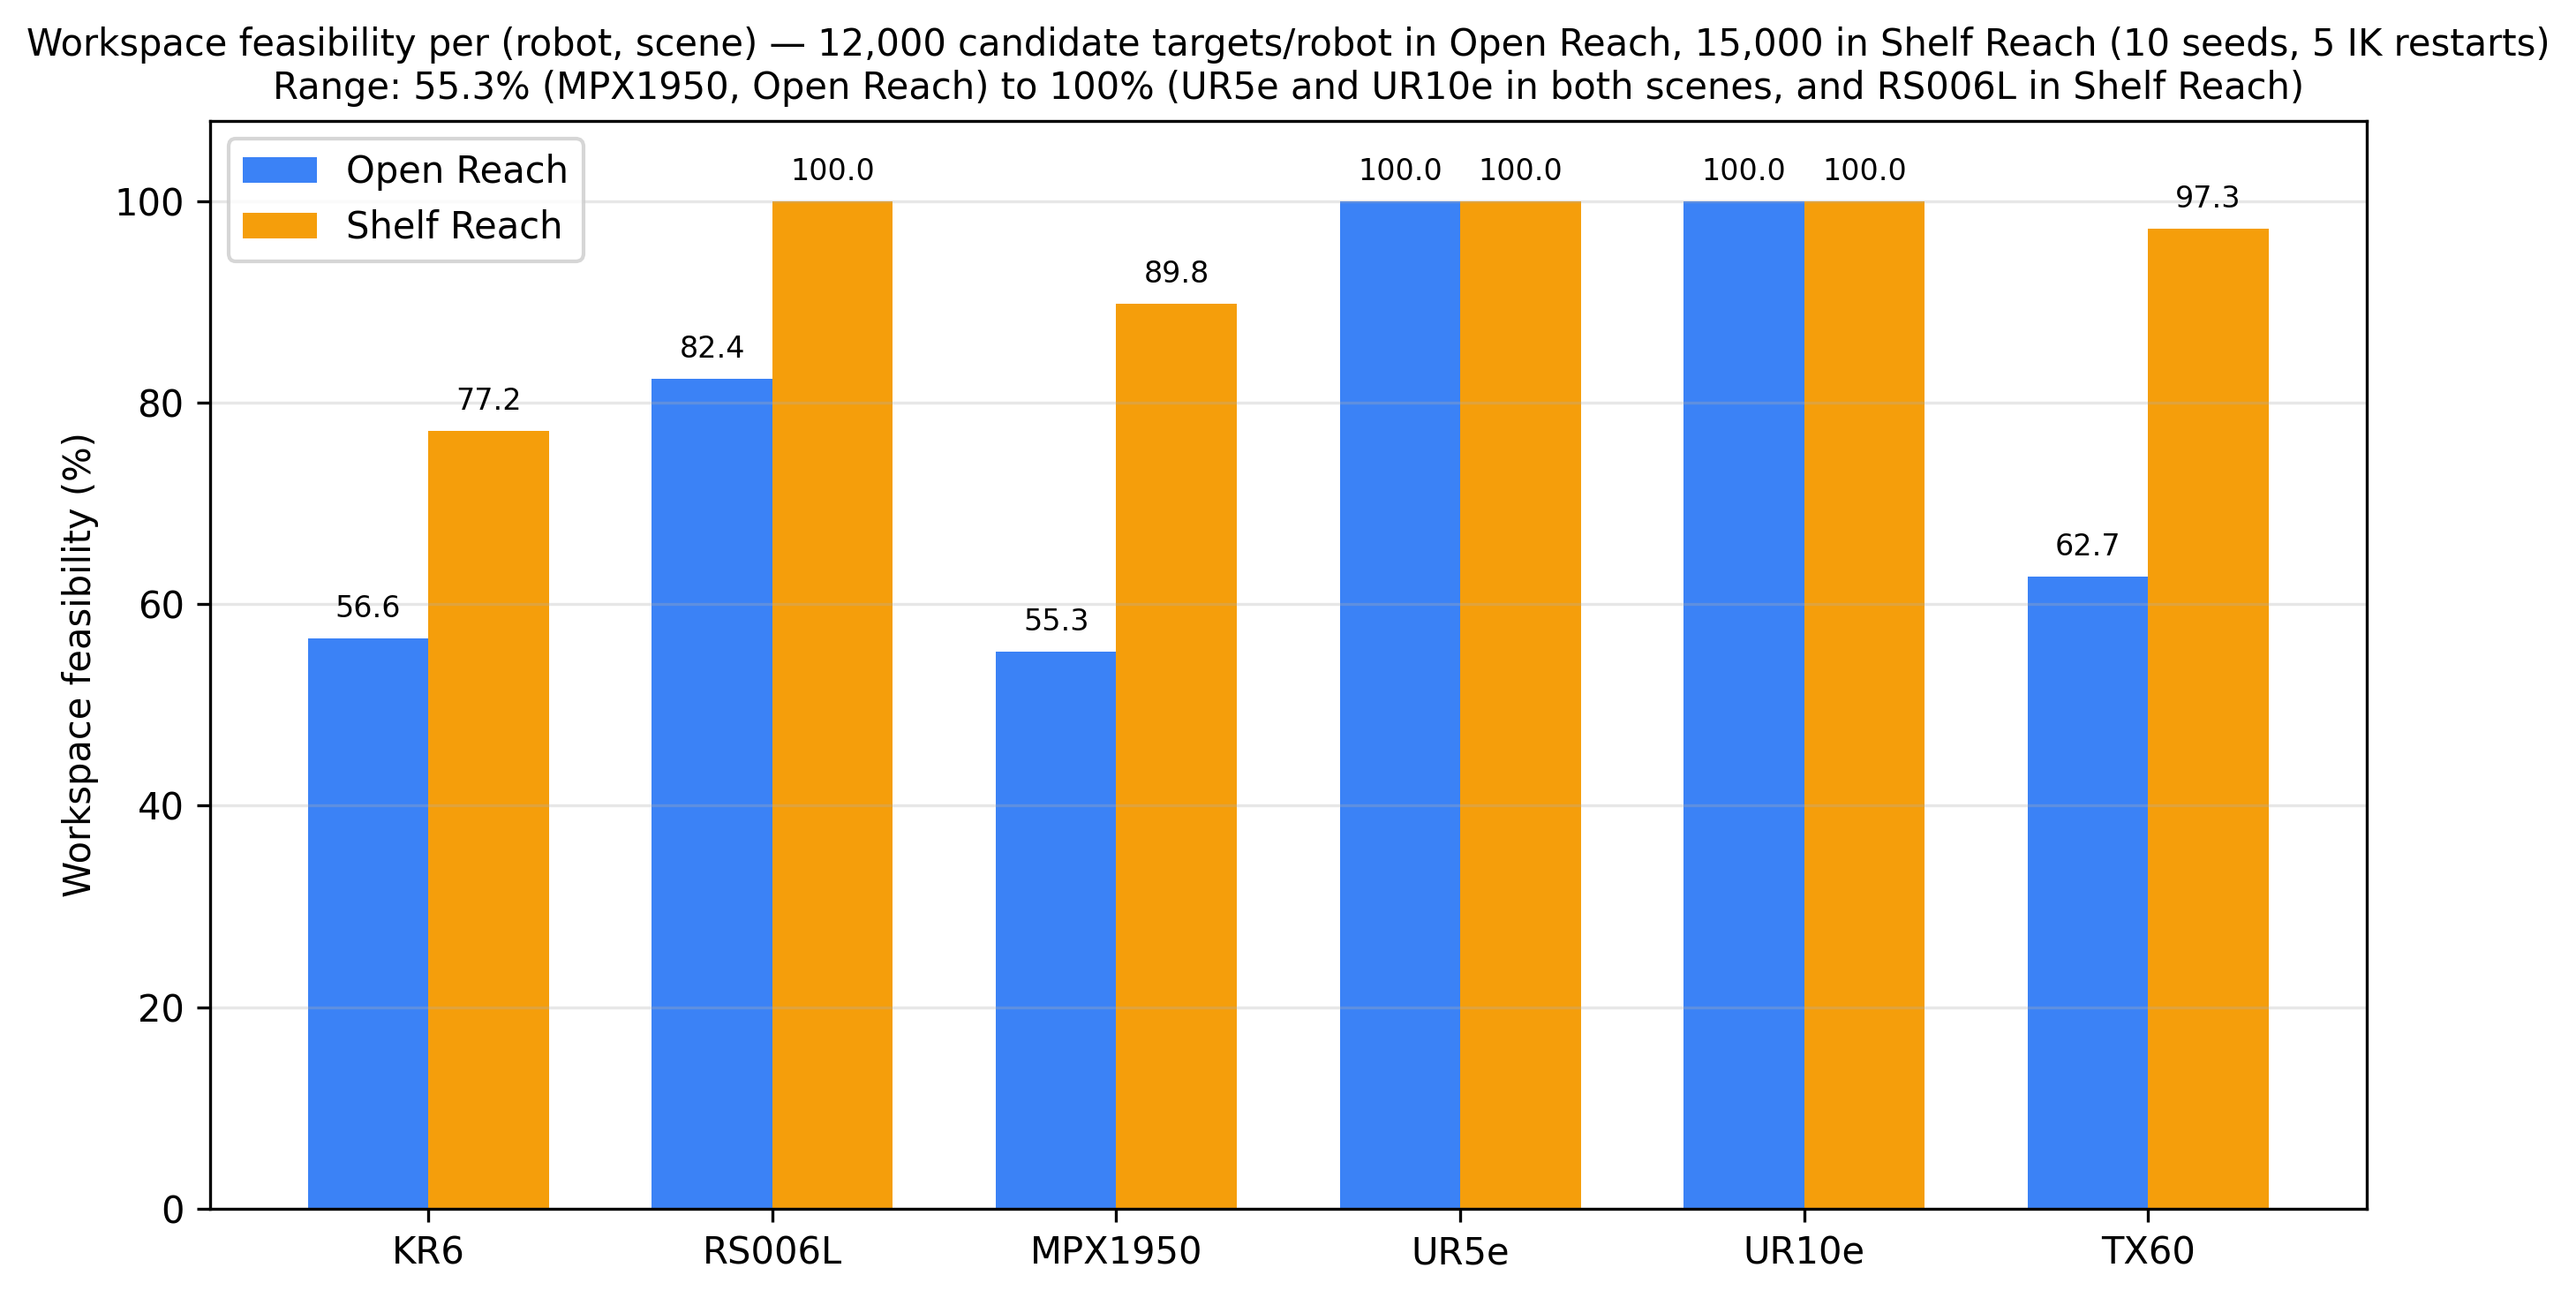 Workspace feasibility per (robot, scene) — 12,000 candidate targets/robot in Open Reach, 15,000 in Shelf Reach (10 seeds, 5 IK restarts)
Range: 55.3% (MPX1950, Open Reach) to 100% (UR5e and UR10e in both scenes, and RS006L in Shelf Reach)
Open Reach
Shelf Reach
Workspace feasibility (%)
100
80
60
40
20
0
56.6
77.2
82.4
100.0
55.3
89.8
100.0
100.0
100.0
100.0
62.7
97.3
KR6
RS006L
MPX1950
UR5e
UR10e
TX60